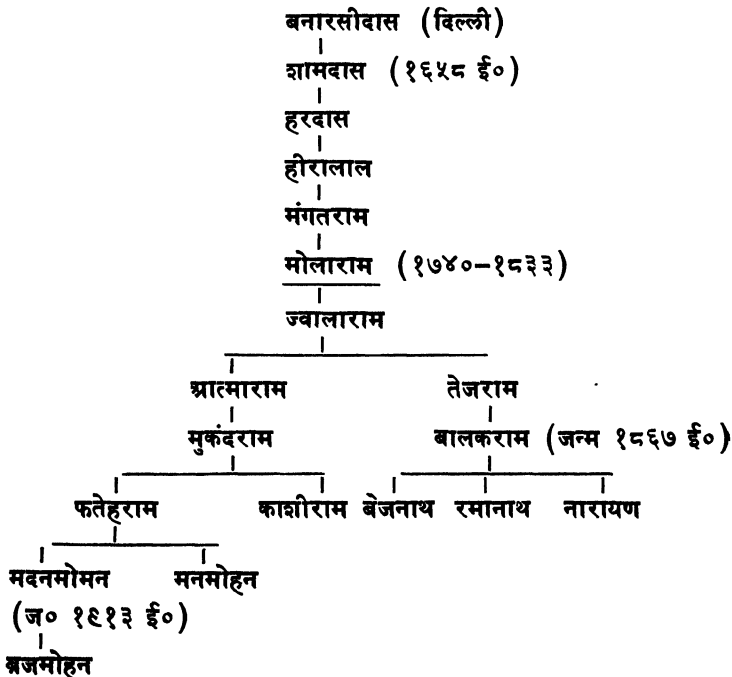 बनारसीदास (दिल्ली)
शामदास (१६५८ ई०)
हरदास
हीरालाल
मंगतराम
मोलाराम (१७४०–१८३३)
ज्वालाराम
आत्माराम तेजराम
मुकंदराम बालकराम (जन्म १८६७ ई०)
फतेहराम काशीराम बेजनाथ रमानाथ नारायण
मदनमोमन मनमोहन
(ज० १९१३ ई०)
ब्रजमोहन